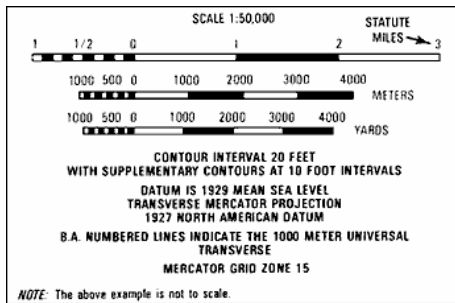 SCALE 1:50,000
STATUTE
MILES
1 1/2 0 1 2 3
1000 500 0 1000 2000 3000 4000
METERS
1000 500 0 1000 2000 3000 4000
YARDS
CONTOUR INTERVAL 20 FEET
WITH SUPPLEMENTARY CONTOURS AT 10 FOOT INTERVALS
DATUM IS 1929 MEAN SEA LEVEL
TRANSVERSE MERCATOR PROJECTION
1927 NORTH AMERICAN DATUM
B.A. NUMBERED LINES INDICATE THE 1000 METER UNIVERSAL
TRANSVERSE
MERCATOR GRID ZONE 15
NOTE: The above example is not to scale.